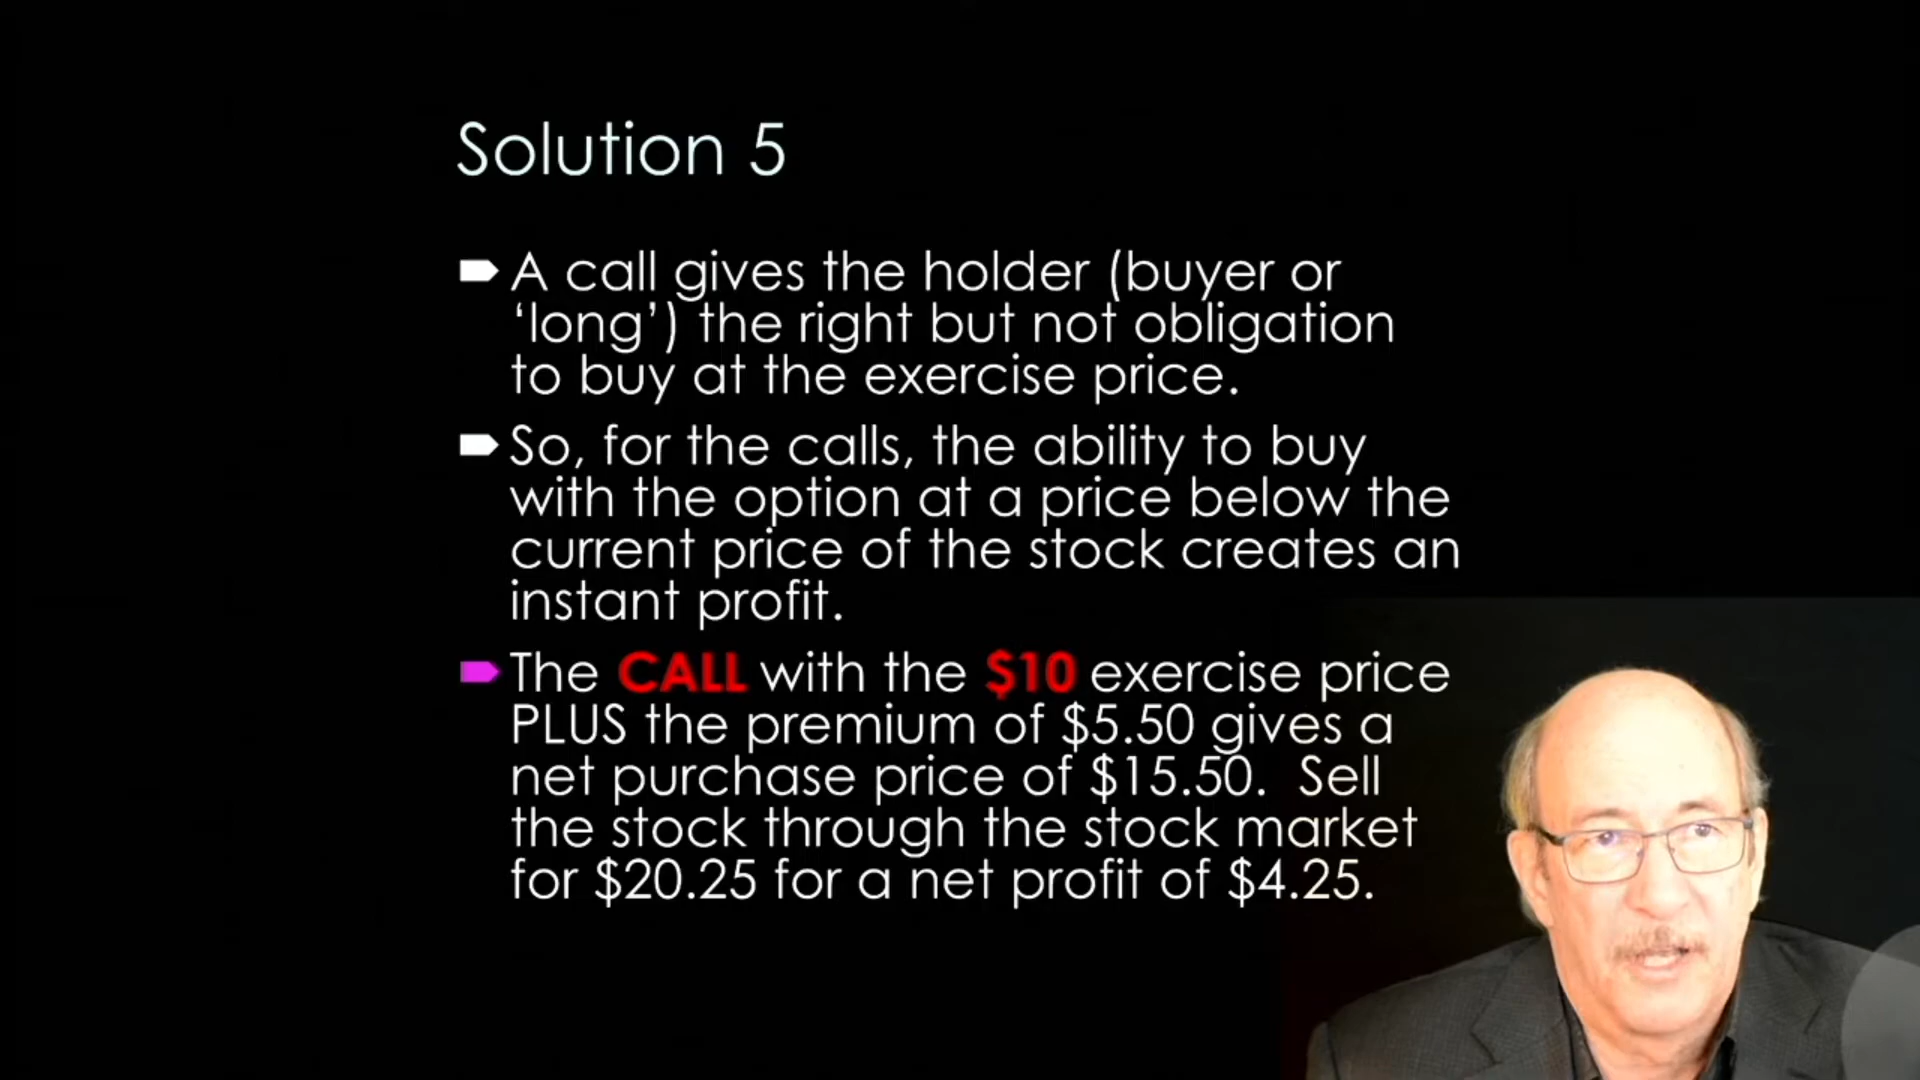 Solution 5
A call gives the holder (buyer or
‘long’) the right but not obligation
to buy at the exercise price.
So, for the calls, the ability to buy
with the option at a price below the
current price of the stock creates an
instant profit.
The CALL with the $10 exercise price
PLUS the premium of $5.50 gives a
net purchase price of $15.50.  Sell
the stock through the stock market
for $20.25 for a net profit of $4.25.